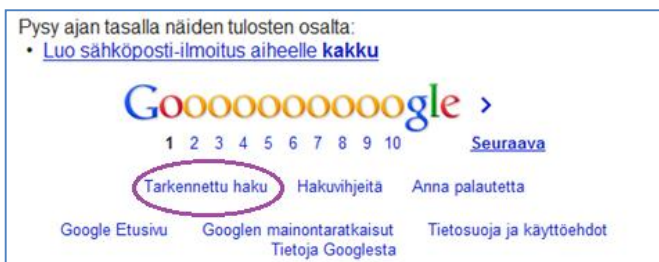 Pysy ajan tasalla näiden tulosten osalta:
• Luo sähköposti-ilmoitus aiheelle kakku
Goooooooooogle >
1 2 3 4 5 6 7 8 9 10 Seuraava
Tarkennettu haku Hakuvihjeitä Anna palautetta
Google Etusivu Googlen mainontaratkaisut Tietosuoja ja käyttöehdot
Tietoja Googlesta